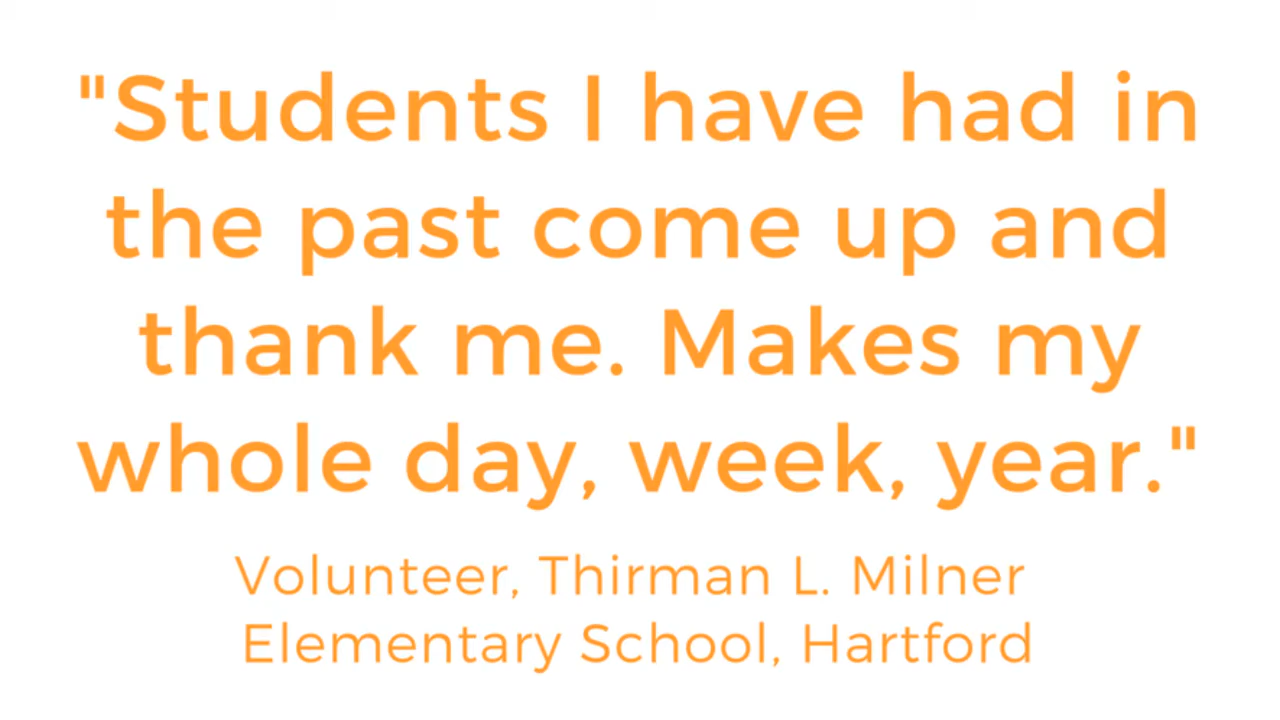 "Students I have had in
the past come up and
thank me. Makes my
whole day, week, year."
Volunteer, Thirman L. Milner
Elementary School, Hartford